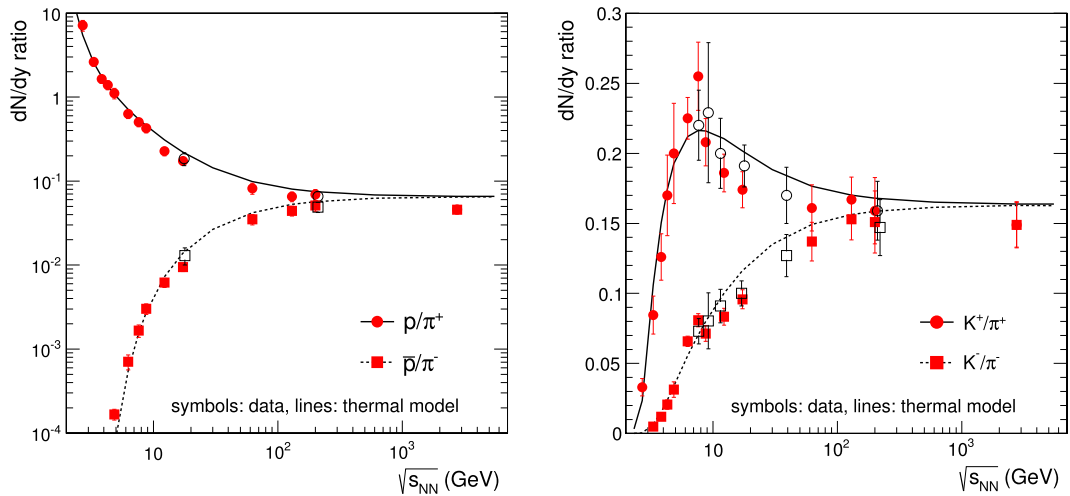 dN/dy ratio
10
1
10⁻¹
10⁻²
10⁻³
10⁻⁴
p/π⁺
p̅/π⁻
symbols: data, lines: thermal model
10 10² 10³
√sNN (GeV)
dN/dy ratio
0.3
0.25
0.2
0.15
0.1
0.05
0
K⁺/π⁺
K⁻/π⁻
symbols: data, lines: thermal model
10 10² 10³
√sNN (GeV)